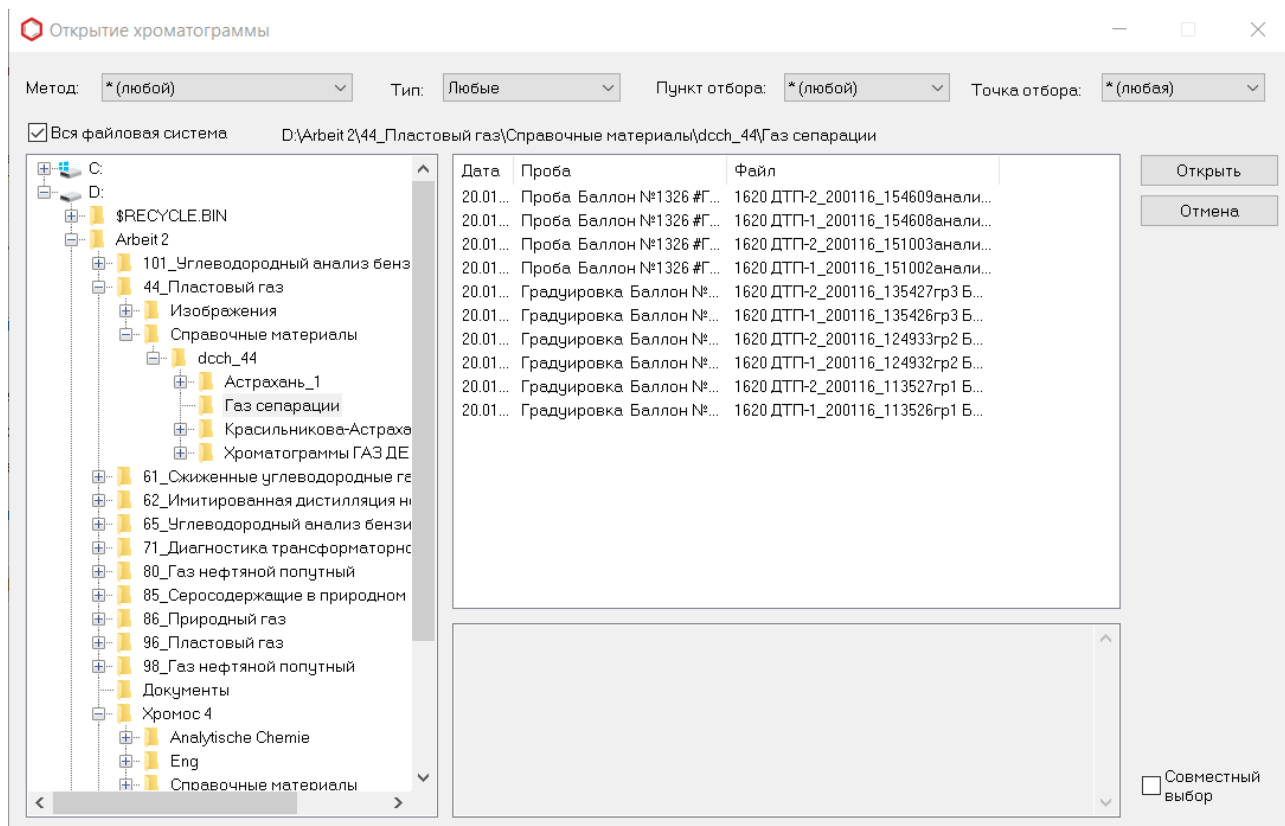 Открытие хроматограммы
Метод: * (любой) Тип: Любые Пункт отбора: * (любой) Точка отбора: * (любая)
Вся файловая система D:\Arbeit 2\44_Пластовый газ\Справочные материалы\dcch_44\Газ сепарации
C:
D:
$RECYCLE.BIN
Arbeit 2
101_Углеводородный анализ бенз
44_Пластовый газ
Изображения
Справочные материалы
dcch_44
Астрахань_1
Газ сепарации
Красильникова-Астраха
Хроматограммы ГАЗ ДЕ
61_Сжиженные углеводородные га
62_Имитированная дистилляция н
65_Углеводородный анализ бензи
71_Диагностика трансформаторно
80_Газ нефтяной попутный
85_Серосодержащие в природном
86_Природный газ
96_Пластовый газ
98_Газ нефтяной попутный
Документы
Хромос 4
Analytische Chemie
Eng
Справочные материалы
Дата Проба Файл
20.01... Проба Баллон №1326 #Г... 1620 ДТП-2_200116_154609анали...
20.01... Проба Баллон №1326 #Г... 1620 ДТП-1_200116_154608анали...
20.01... Проба Баллон №1326 #Г... 1620 ДТП-2_200116_151003анали...
20.01... Проба Баллон №1326 #Г... 1620 ДТП-1_200116_151002анали...
20.01... Градуировка Баллон №... 1620 ДТП-2_200116_135427гр3 Б...
20.01... Градуировка Баллон №... 1620 ДТП-1_200116_135426гр3 Б...
20.01... Градуировка Баллон №... 1620 ДТП-2_200116_124933гр2 Б...
20.01... Градуировка Баллон №... 1620 ДТП-1_200116_124932гр2 Б...
20.01... Градуировка Баллон №... 1620 ДТП-2_200116_113527гр1 Б...
20.01... Градуировка Баллон №... 1620 ДТП-1_200116_113526гр1 Б...
Открыть
Отмена
Совместный
выбор